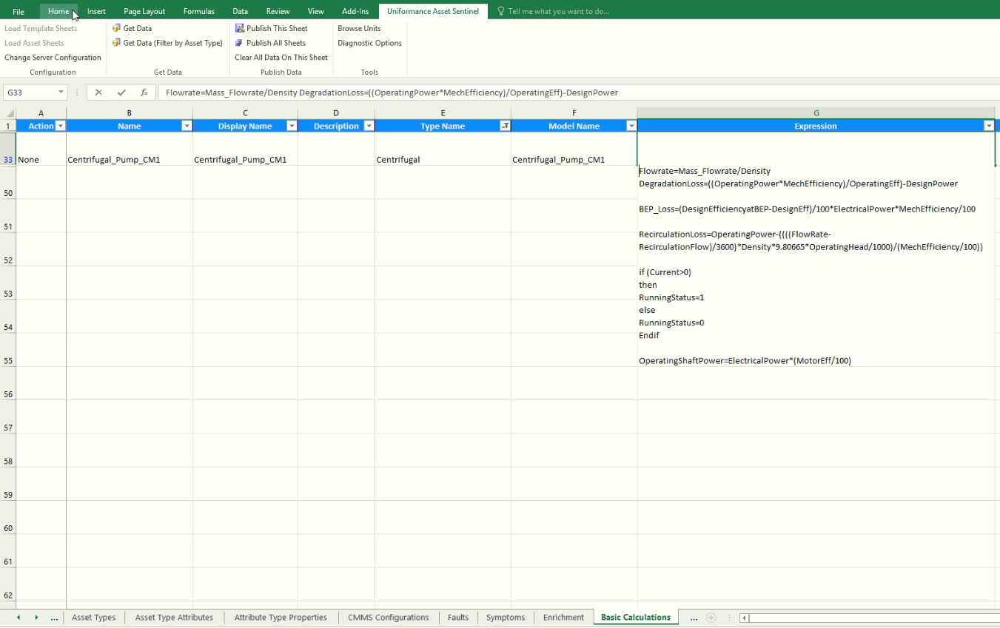 File Home Insert Page Layout Formulas Data Review View Add-Ins Uniformance Asset Sentinel Tell me what you want to do...
Load Template Sheets Get Data Publish This Sheet Browse Units
Load Asset Sheets Get Data (Filter by Asset Type) Publish All Sheets Diagnostic Options
Change Server Configuration Clear All Data On This Sheet
Configuration Get Data Publish Data Tools
G33 fx Flowrate=Mass_Flowrate/Density DegradationLoss=((OperatingPower*MechEfficiency)/OperatingEff)-DesignPower
A B C D E F G
1 Action Name Display Name Description Type Name Model Name Expression
33 None Centrifugal_Pump_CM1 Centrifugal_Pump_CM1 Centrifugal Centrifugal_Pump_CM1
Flowrate=Mass_Flowrate/Density
DegradationLoss=((OperatingPower*MechEfficiency)/OperatingEff)-DesignPower
50
BEP_Loss=(DesignEfficiencyatBEP-DesignEff)/100*ElectricalPower*MechEfficiency/100
51
RecirculationLoss=OperatingPower-((((FlowRate-
RecirculationFlow)/3600)*Density*9.80665*OperatingHead/1000)/(MechEfficiency/100))
52
if (Current>0)
then
53
RunningStatus=1
else
RunningStatus=0
54
Endif
55
OperatingShaftPower=ElectricalPower*(MotorEff/100)
56
57
58
59
60
61
62
... Asset Types Asset Type Attributes Attribute Type Properties CMMS Configurations Faults Symptoms Enrichment Basic Calculations ...